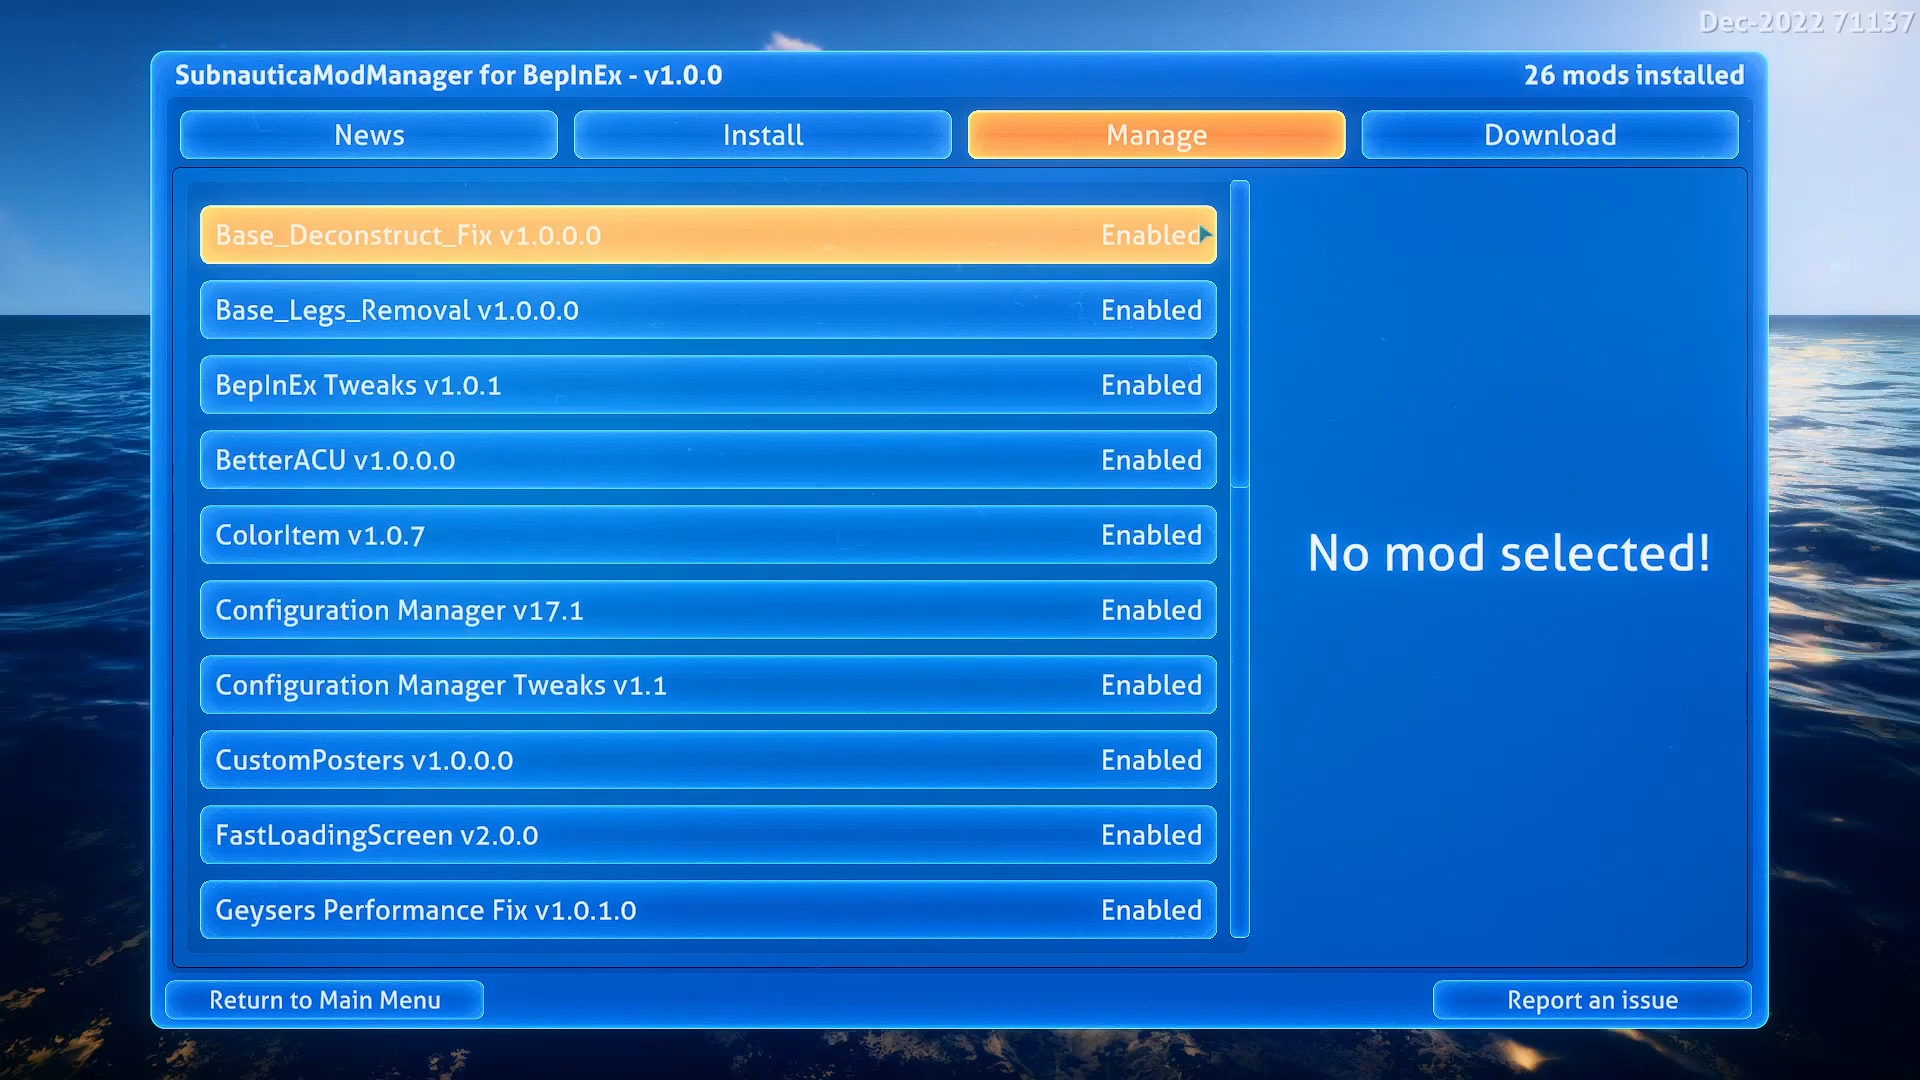 Dec-2022 71137
SubnauticaModManager for BepInEx - v1.0.0
26 mods installed
News
Install
Manage
Download
Base_Deconstruct_Fix v1.0.0.0
Enabled
Base_Legs_Removal v1.0.0.0
Enabled
BepInEx Tweaks v1.0.1
Enabled
BetterACU v1.0.0.0
Enabled
ColorItem v1.0.7
Enabled
Configuration Manager v17.1
Enabled
Configuration Manager Tweaks v1.1
Enabled
CustomPosters v1.0.0.0
Enabled
FastLoadingScreen v2.0.0
Enabled
Geysers Performance Fix v1.0.1.0
Enabled
No mod selected!
Return to Main Menu
Report an issue